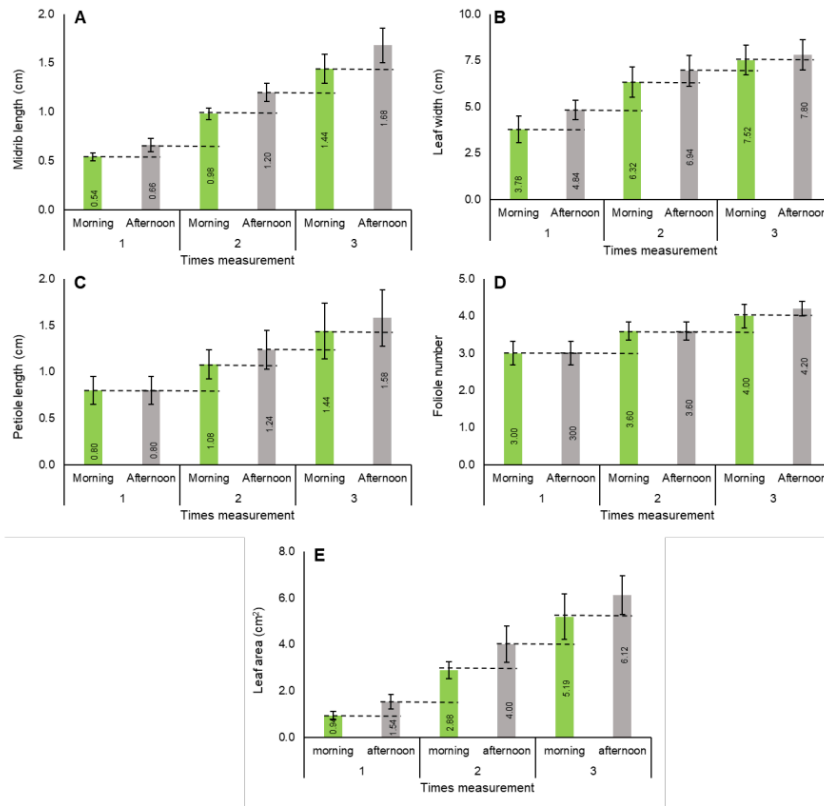 A
Midrib length (cm)
2.0
1.5
1.0
0.5
0.0
0.54
0.66
0.98
1.20
1.44
1.68
Morning Afternoon Morning Afternoon Morning Afternoon
1 2 3
Times measurement
B
Leaf width (cm)
10.0
7.5
5.0
2.5
0.0
3.78
4.84
6.32
6.94
7.52
7.80
Morning Afternoon Morning Afternoon Morning Afternoon
1 2 3
Times measurement
C
Petiole length (cm)
2.0
1.5
1.0
0.5
0.0
0.80
0.80
1.08
1.24
1.44
1.58
Morning Afternoon Morning Afternoon Morning Afternoon
1 2 3
Times measurement
D
Foliole number
5.0
4.0
3.0
2.0
1.0
0.0
3.00
300
3.60
3.60
4.00
4.20
Morning Afternoon Morning Afternoon Morning Afternoon
1 2 3
Times measurement
E
Leaf area (cm²)
8.0
6.0
4.0
2.0
0.0
1.54
2.88
4.00
5.19
6.12
morning afternoon morning afternoon morning afternoon
1 2 3
Times measurement